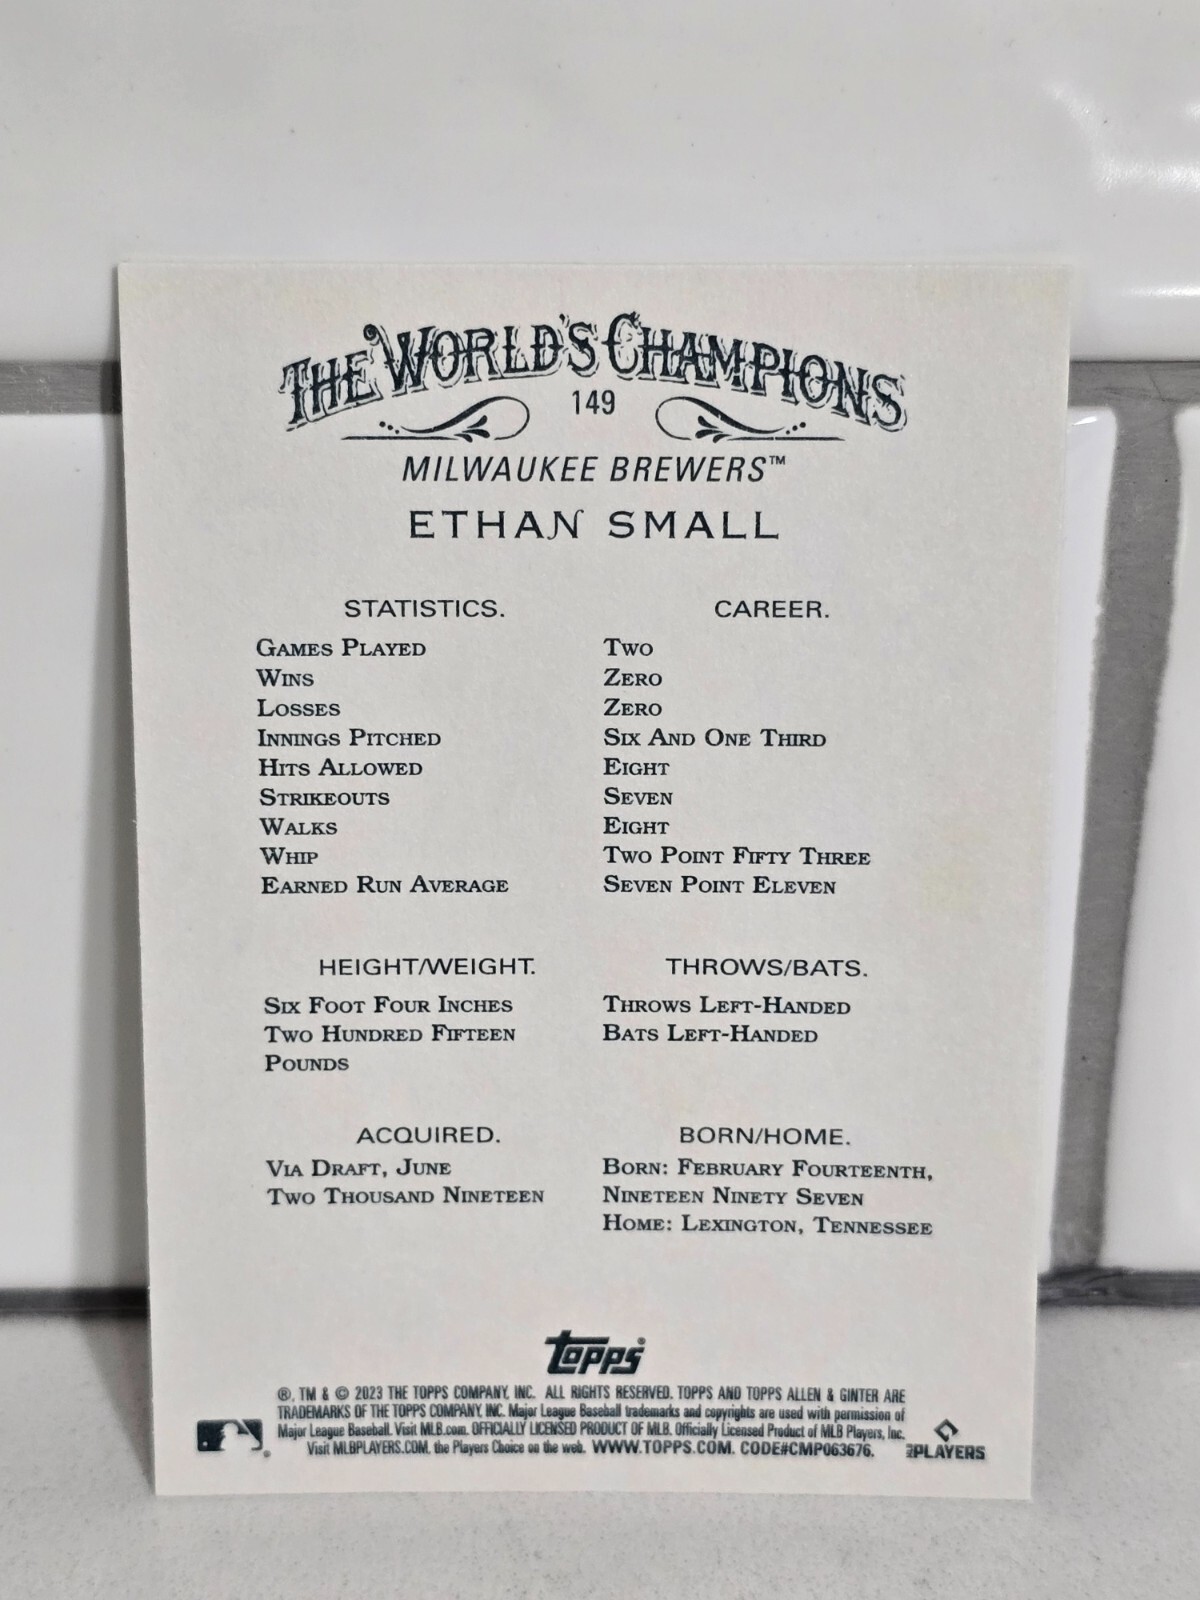 THE WORLD'S CHAMPIONS
149
MILWAUKEE BREWERS™
ETHAN SMALL
STATISTICS. CAREER.
GAMES PLAYED TWO
WINS ZERO
LOSSES ZERO
INNINGS PITCHED SIX AND ONE THIRD
HITS ALLOWED EIGHT
STRIKEOUTS SEVEN
WALKS EIGHT
WHIP TWO POINT FIFTY THREE
EARNED RUN AVERAGE SEVEN POINT ELEVEN
HEIGHT/WEIGHT.
SIX FOOT FOUR INCHES
TWO HUNDRED FIFTEEN
POUNDS
THROWS/BATS.
THROWS LEFT-HANDED
BATS LEFT-HANDED
ACQUIRED.
VIA DRAFT, JUNE
TWO THOUSAND NINETEEN
BORN/HOME.
BORN: FEBRUARY FOURTEENTH,
NINETEEN NINETY SEVEN
HOME: LEXINGTON, TENNESSEE
topps®
®, TM & © 2023 THE TOPPS COMPANY, INC. ALL RIGHTS RESERVED. TOPPS AND TOPPS ALLEN & GINTER ARE
TRADEMARKS OF THE TOPPS COMPANY, INC. Major League Baseball trademarks and copyrights are used with permission of
Major League Baseball. Visit MLB.com. OFFICIALLY LICENSED PRODUCT OF MLB. Officially Licensed Product of MLB Players, Inc.
Visit MLBPLAYERS.COM, the Players Choice on the web. WWW.TOPPS.COM. CODE#CMP063676.
PLAYERS